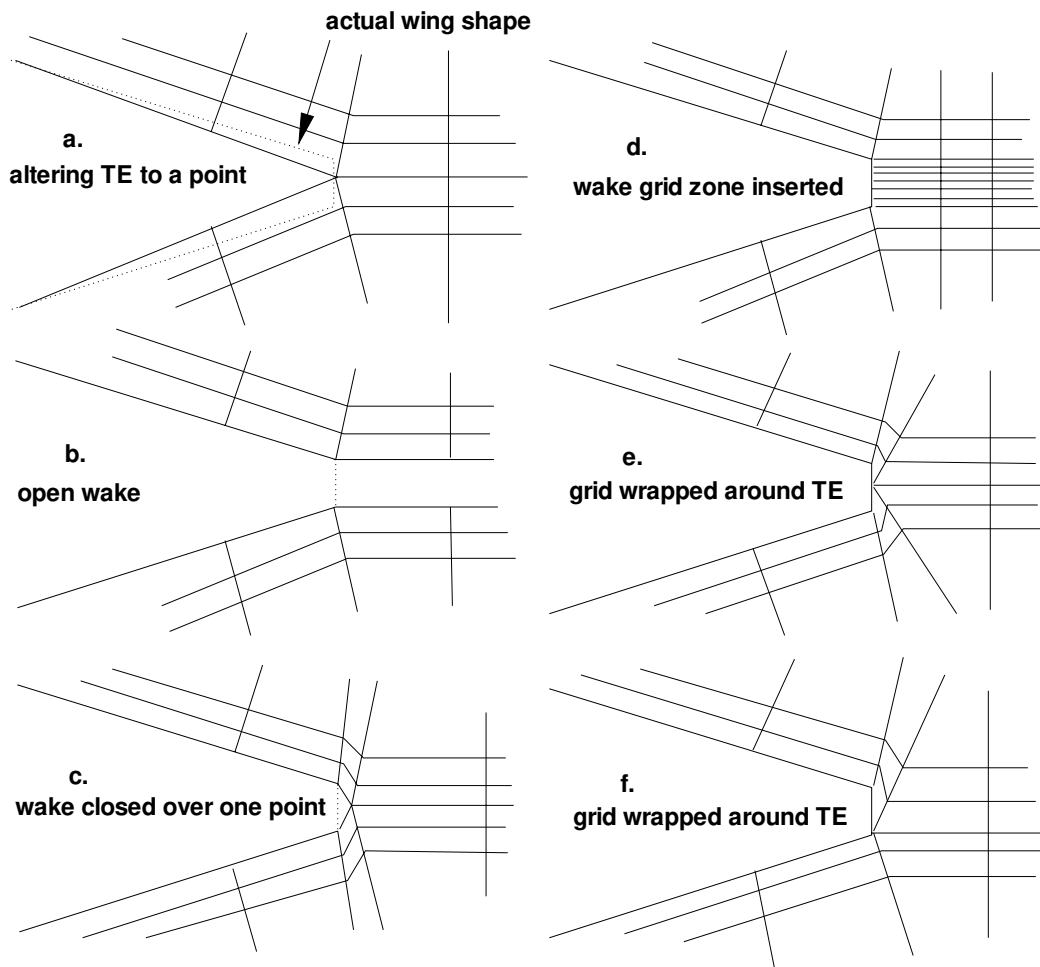 actual wing shape
a.
altering TE to a point
b.
open wake
c.
wake closed over one point
d.
wake grid zone inserted
e.
grid wrapped around TE
f.
grid wrapped around TE